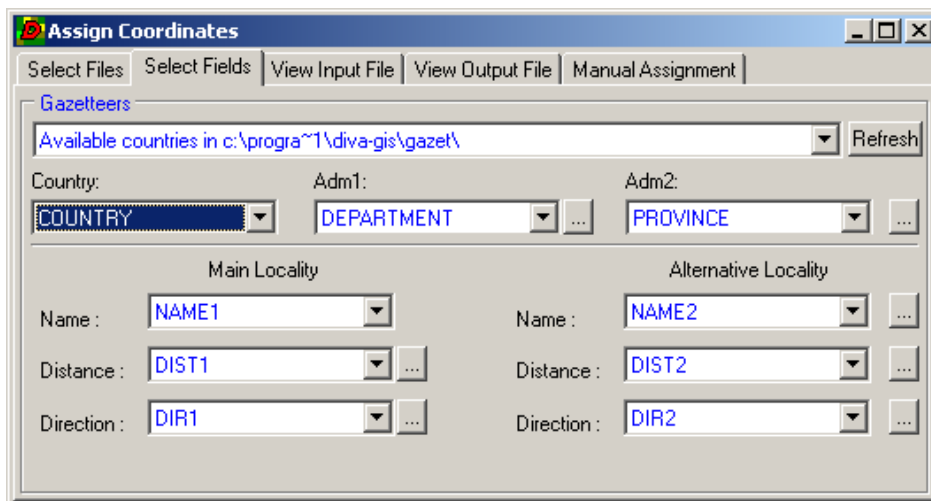 Assign Coordinates
Select Files Select Fields View Input File View Output File Manual Assignment
Gazetteers
Available countries in c:\progra~1\diva-gis\gazet\ Refresh
Country: Adm1: Adm2:
COUNTRY DEPARTMENT ... PROVINCE ...
Main Locality Alternative Locality
Name : NAME1 Name : NAME2 ...
Distance : DIST1 ... Distance : DIST2 ...
Direction : DIR1 ... Direction : DIR2 ...